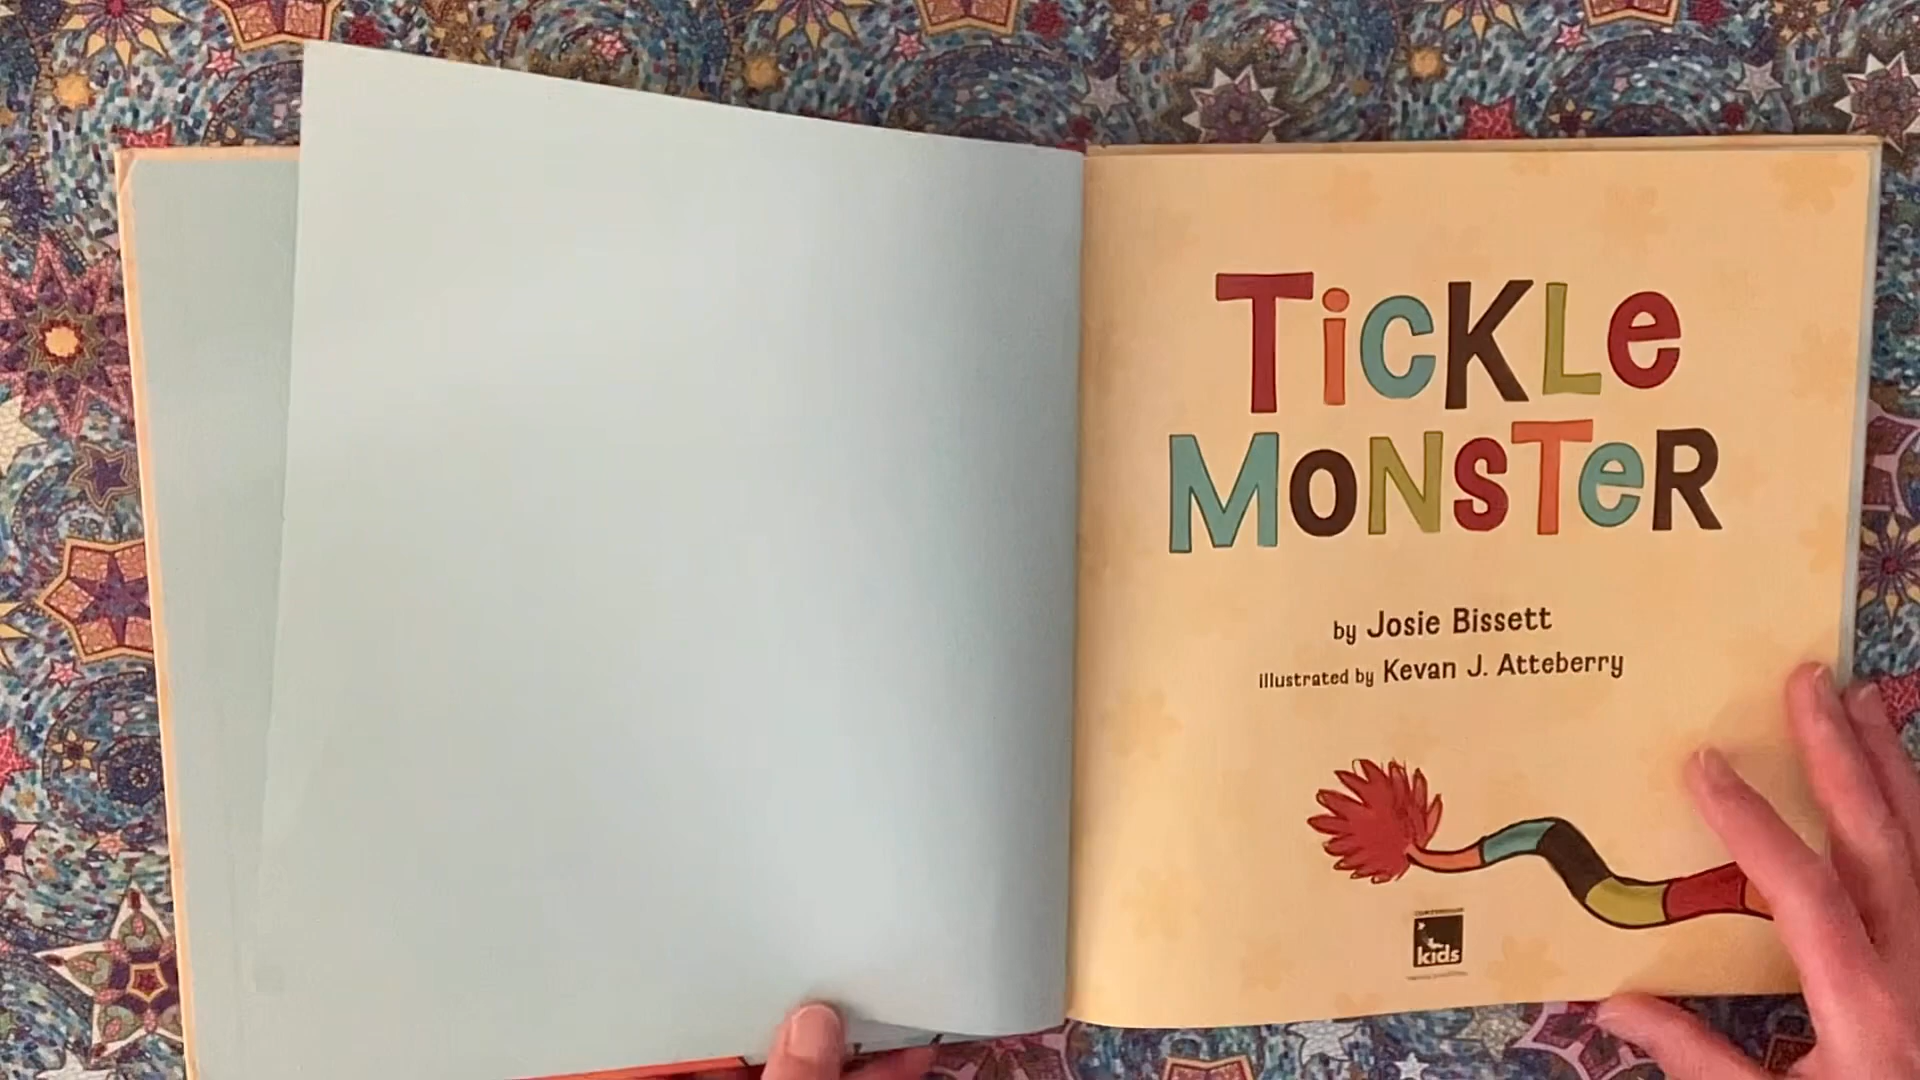 TicKLe
MoNSTeR
by Josie Bissett
illustrated by Kevan J. Atteberry
kids